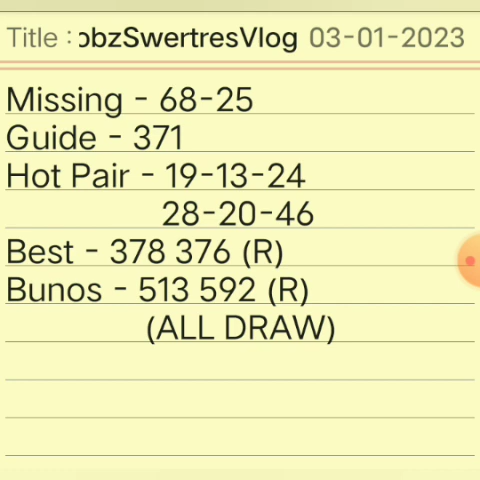 Title : obzSwertresVlog 03-01-2023
Missing - 68-25
Guide - 371
Hot Pair - 19-13-24
28-20-46
Best - 378 376 (R)
Bunos - 513 592 (R)
(ALL DRAW)